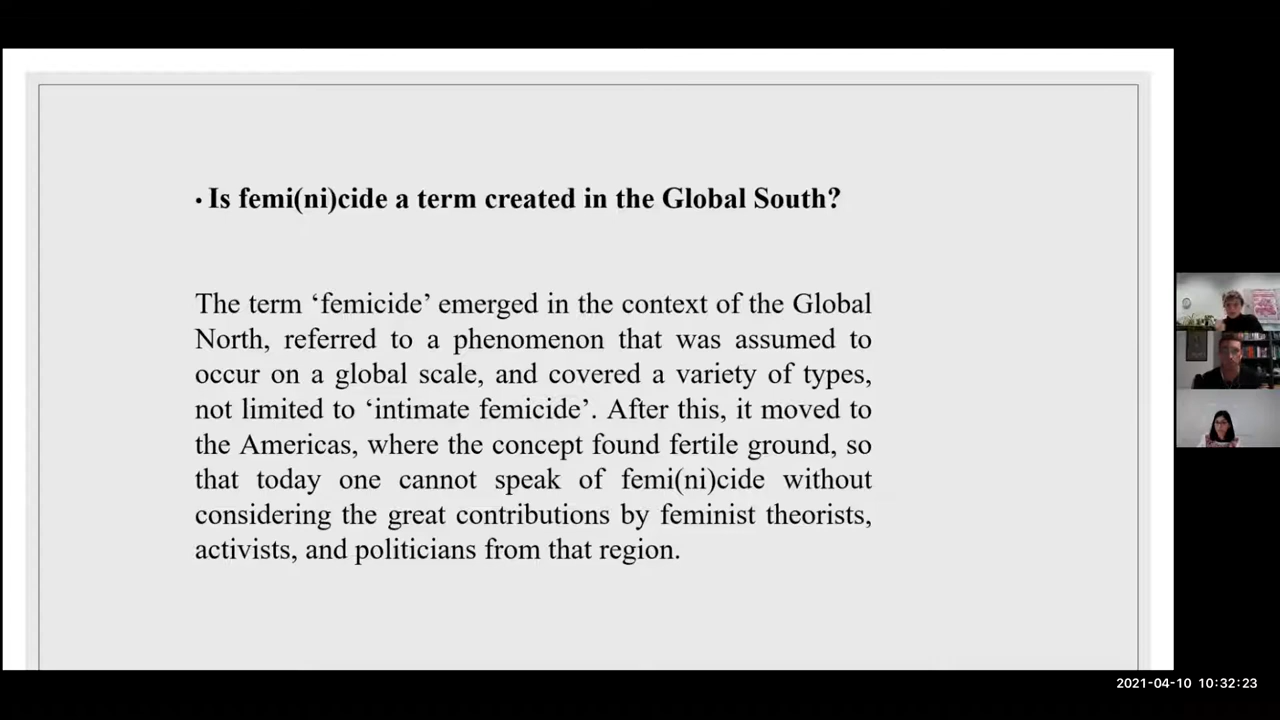 • Is femi(ni)cide a term created in the Global South?
The term ‘femicide’ emerged in the context of the Global
North, referred to a phenomenon that was assumed to
occur on a global scale, and covered a variety of types,
not limited to ‘intimate femicide’. After this, it moved to
the Americas, where the concept found fertile ground, so
that today one cannot speak of femi(ni)cide without
considering the great contributions by feminist theorists,
activists, and politicians from that region.
2021-04-10 10:32:23